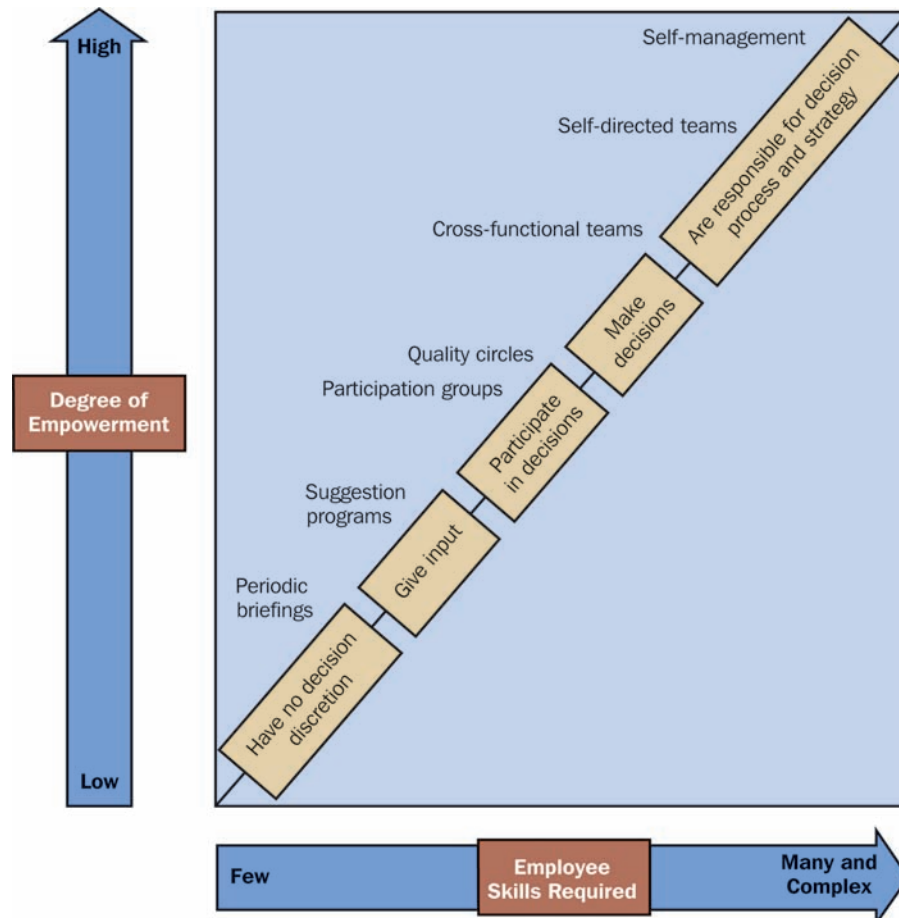 High
Self-management
Are responsible for decision
process and strategy
Self-directed teams
Cross-functional teams
Make
decisions
Quality circles
Participation groups
Participate
in decisions
Degree of
Empowerment
Suggestion
programs
Give input
Periodic
briefings
Have no decision
discretion
Low
Few
Employee
Skills Required
Many and
Complex